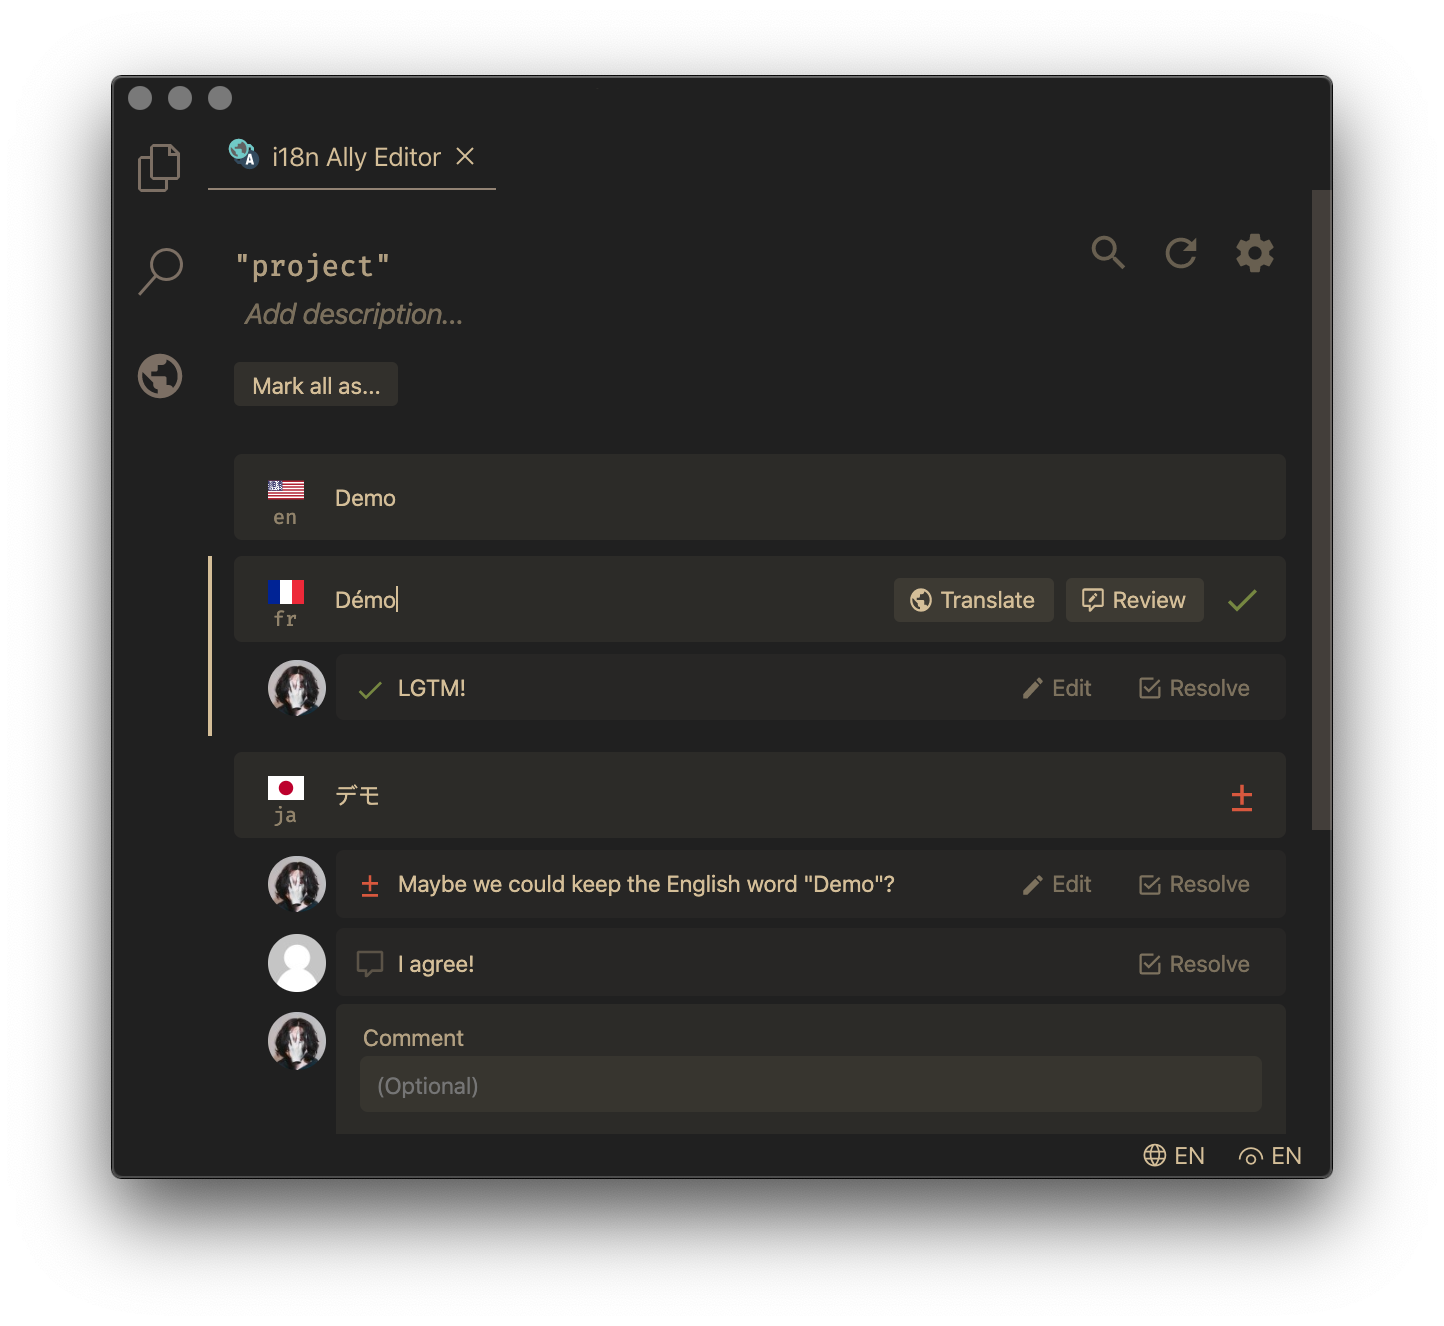 i18n Ally Editor
"project"
Add description...
Mark all as...
en
Demo
fr
Démo
Translate
Review
LGTM!
Edit
Resolve
ja
デモ
Maybe we could keep the English word "Demo"?
Edit
Resolve
I agree!
Resolve
Comment
(Optional)
EN
EN